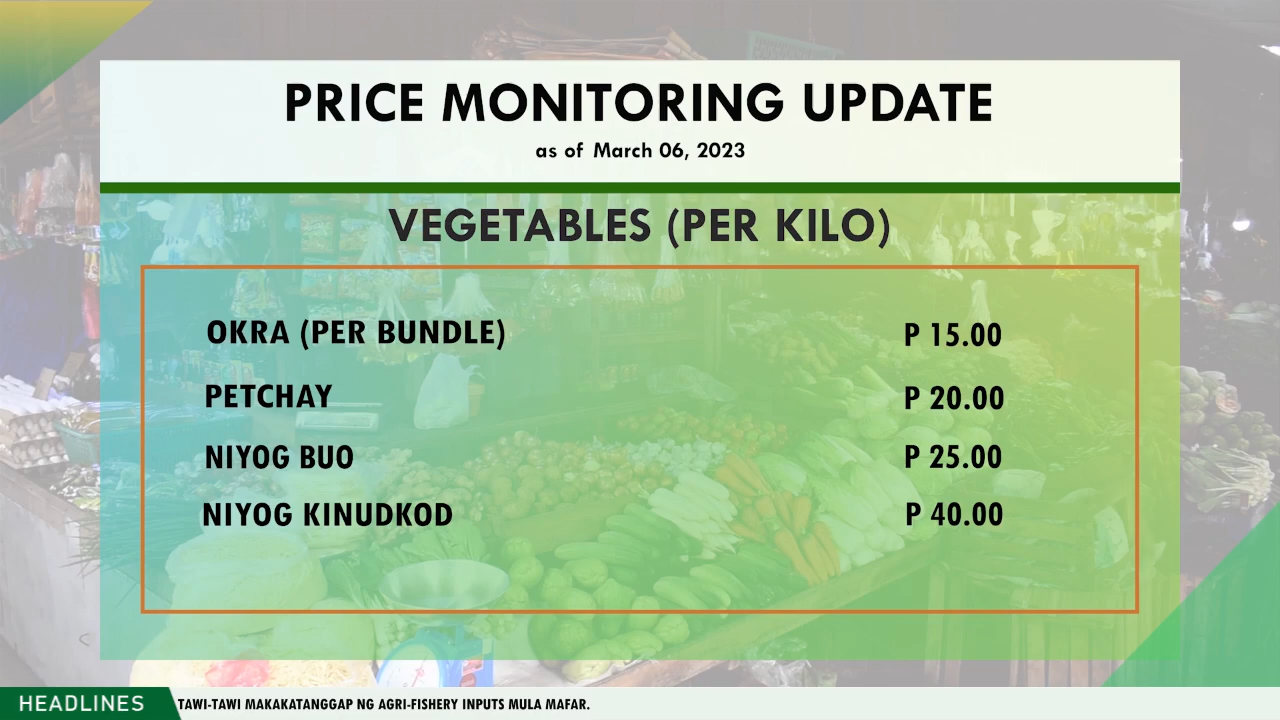 PRICE MONITORING UPDATE
as of March 06, 2023
VEGETABLES (PER KILO)
OKRA (PER BUNDLE) P 15.00
PETCHAY P 20.00
NIYOG BUO P 25.00
NIYOG KINUDKOD P 40.00
HEADLINES TAWI-TAWI MAKAKATANGGAP NG AGRI-FISHERY INPUTS MULA MAFAR.